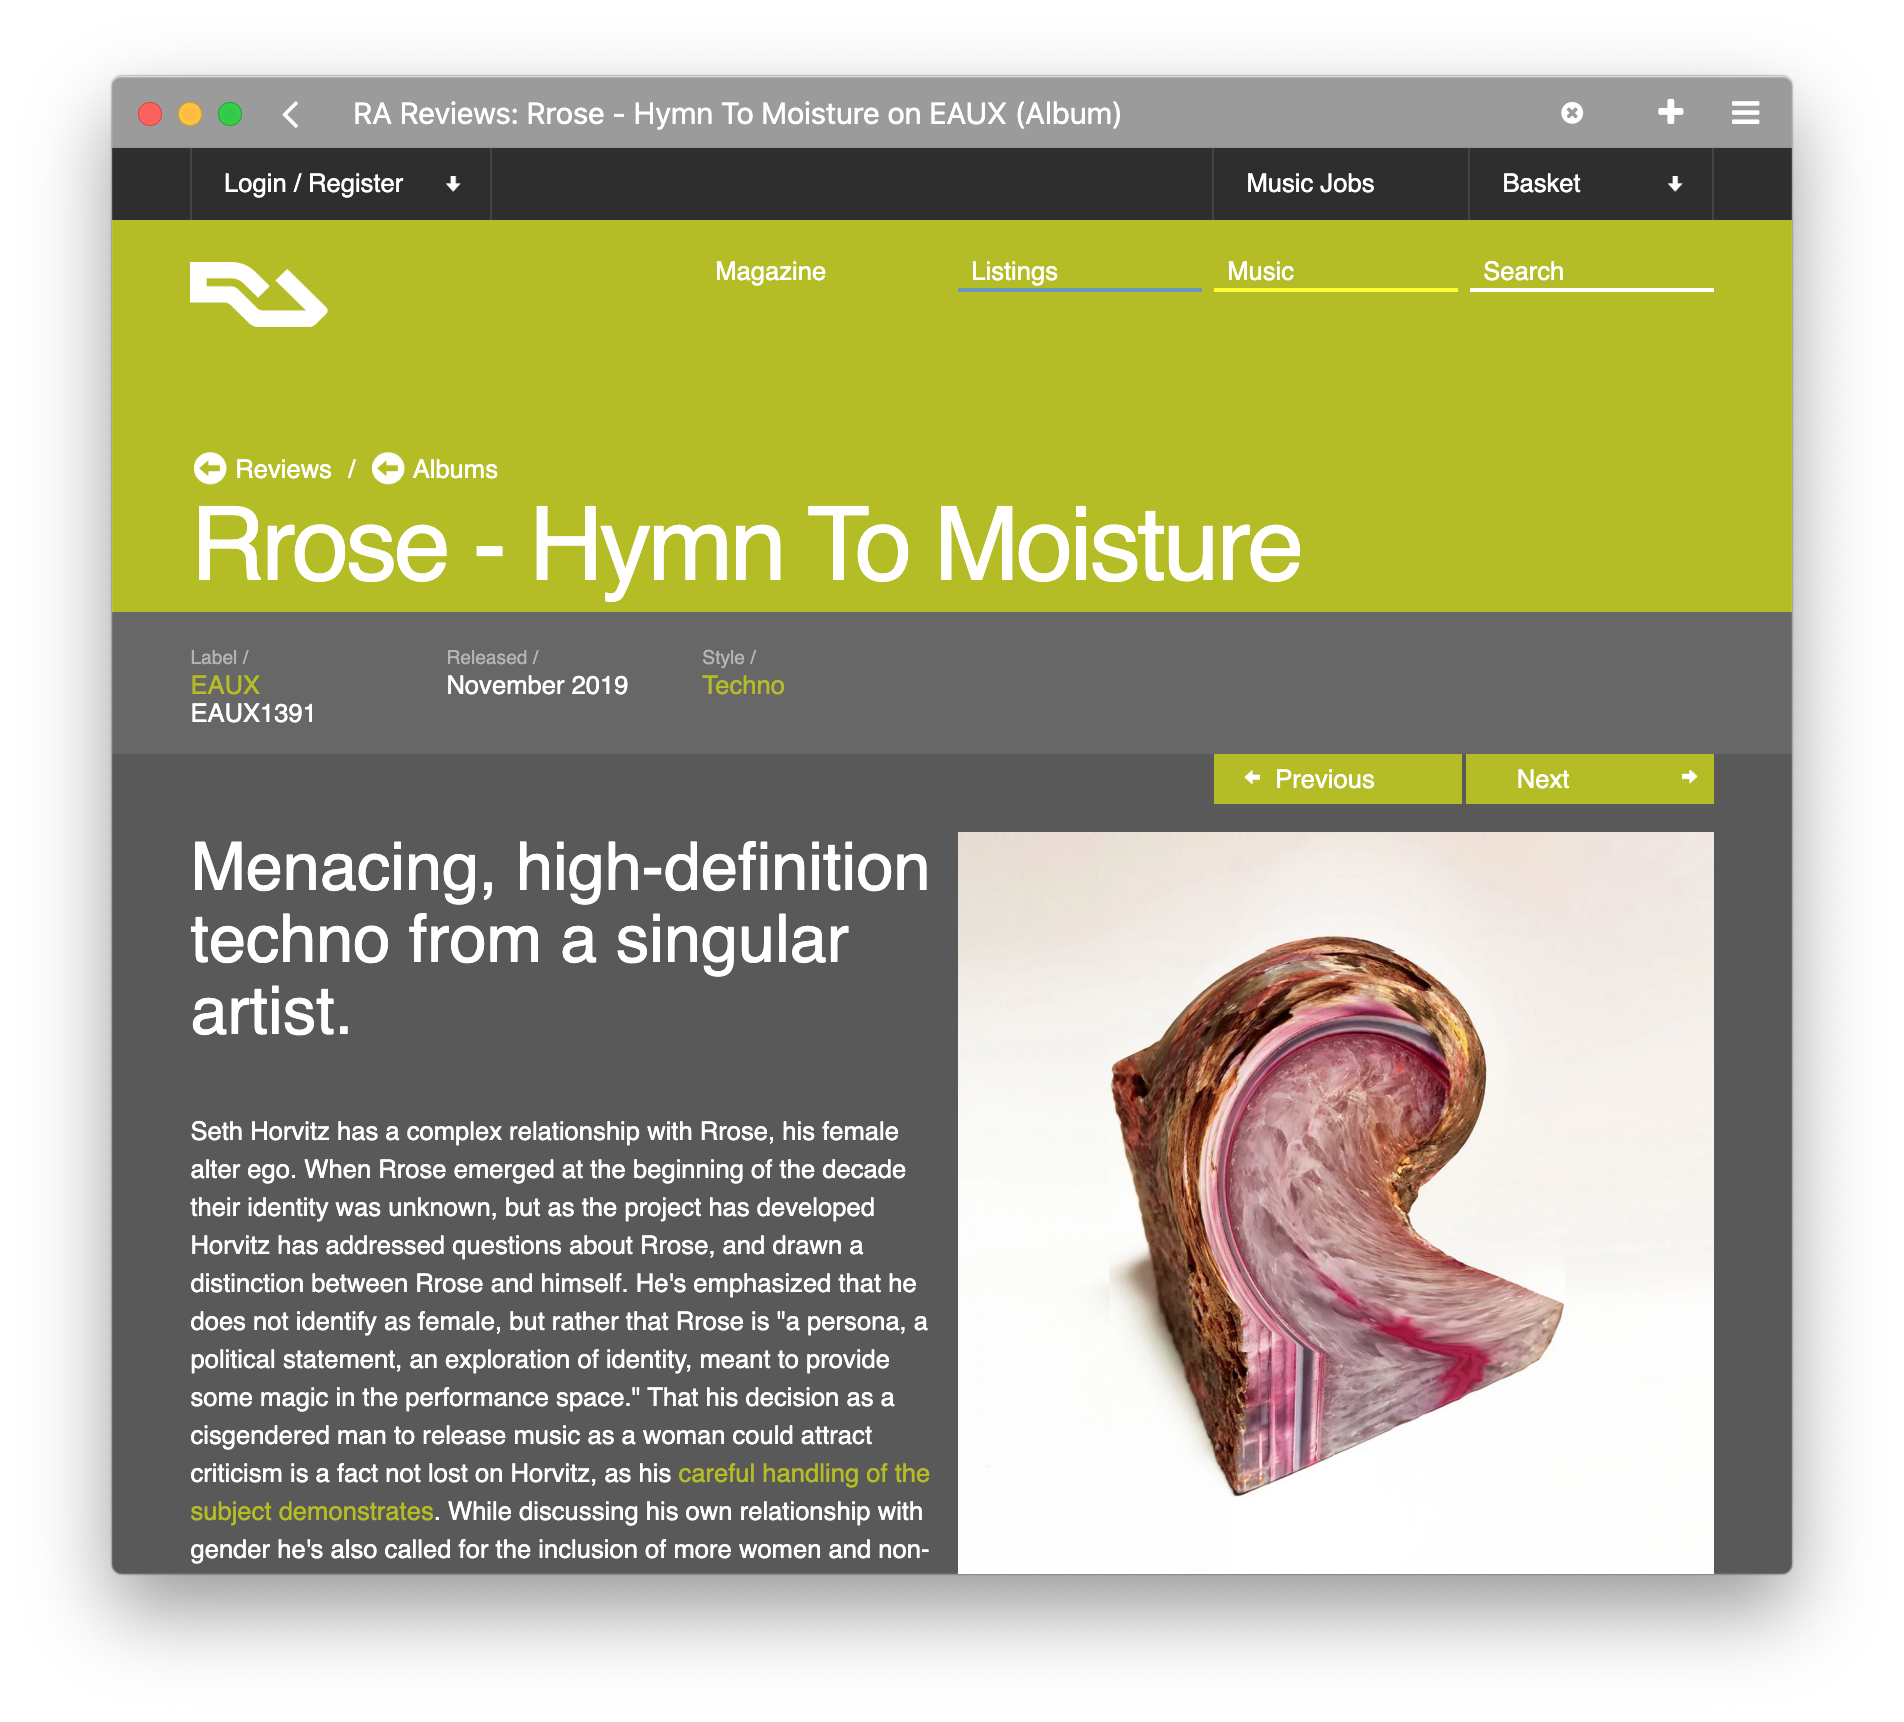 RA Reviews: Rrose - Hymn To Moisture on EAUX (Album)
Login / Register
Music Jobs
Basket
RA
Magazine
Listings
Music
Search
Reviews / Albums
Rrose - Hymn To Moisture
Label /
EAUX
EAUX1391
Released /
November 2019
Style /
Techno
Previous
Next
Menacing, high-definition
techno from a singular
artist.
Seth Horvitz has a complex relationship with Rrose, his female
alter ego. When Rrose emerged at the beginning of the decade
their identity was unknown, but as the project has developed
Horvitz has addressed questions about Rrose, and drawn a
distinction between Rrose and himself. He's emphasized that he
does not identify as female, but rather that Rrose is "a persona, a
political statement, an exploration of identity, meant to provide
some magic in the performance space." That his decision as a
cisgendered man to release music as a woman could attract
criticism is a fact not lost on Horvitz, as his careful handling of the
subject demonstrates. While discussing his own relationship with
gender he's also called for the inclusion of more women and non-